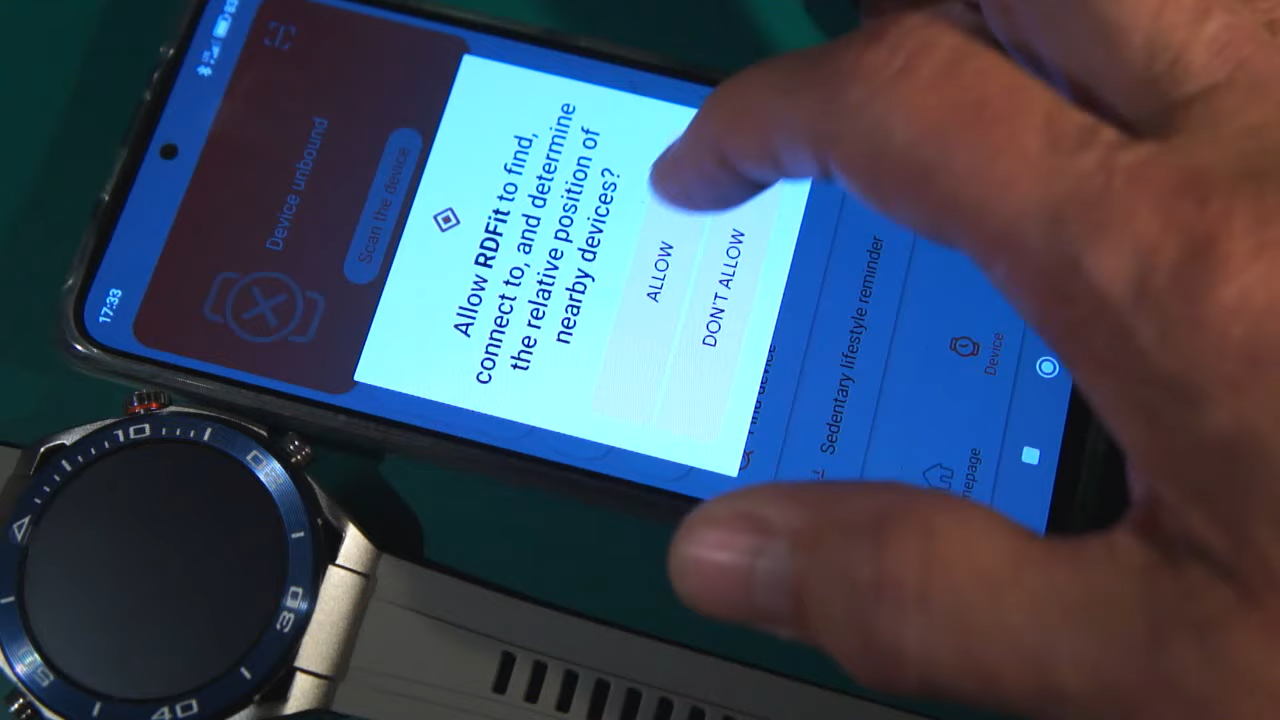 17:33
Device unbound
Scan the device
Allow RDFit to find,
connect to, and determine
the relative position of
nearby devices?
ALLOW
DON'T ALLOW
Sedentary lifestyle reminder
Device
10
30
40